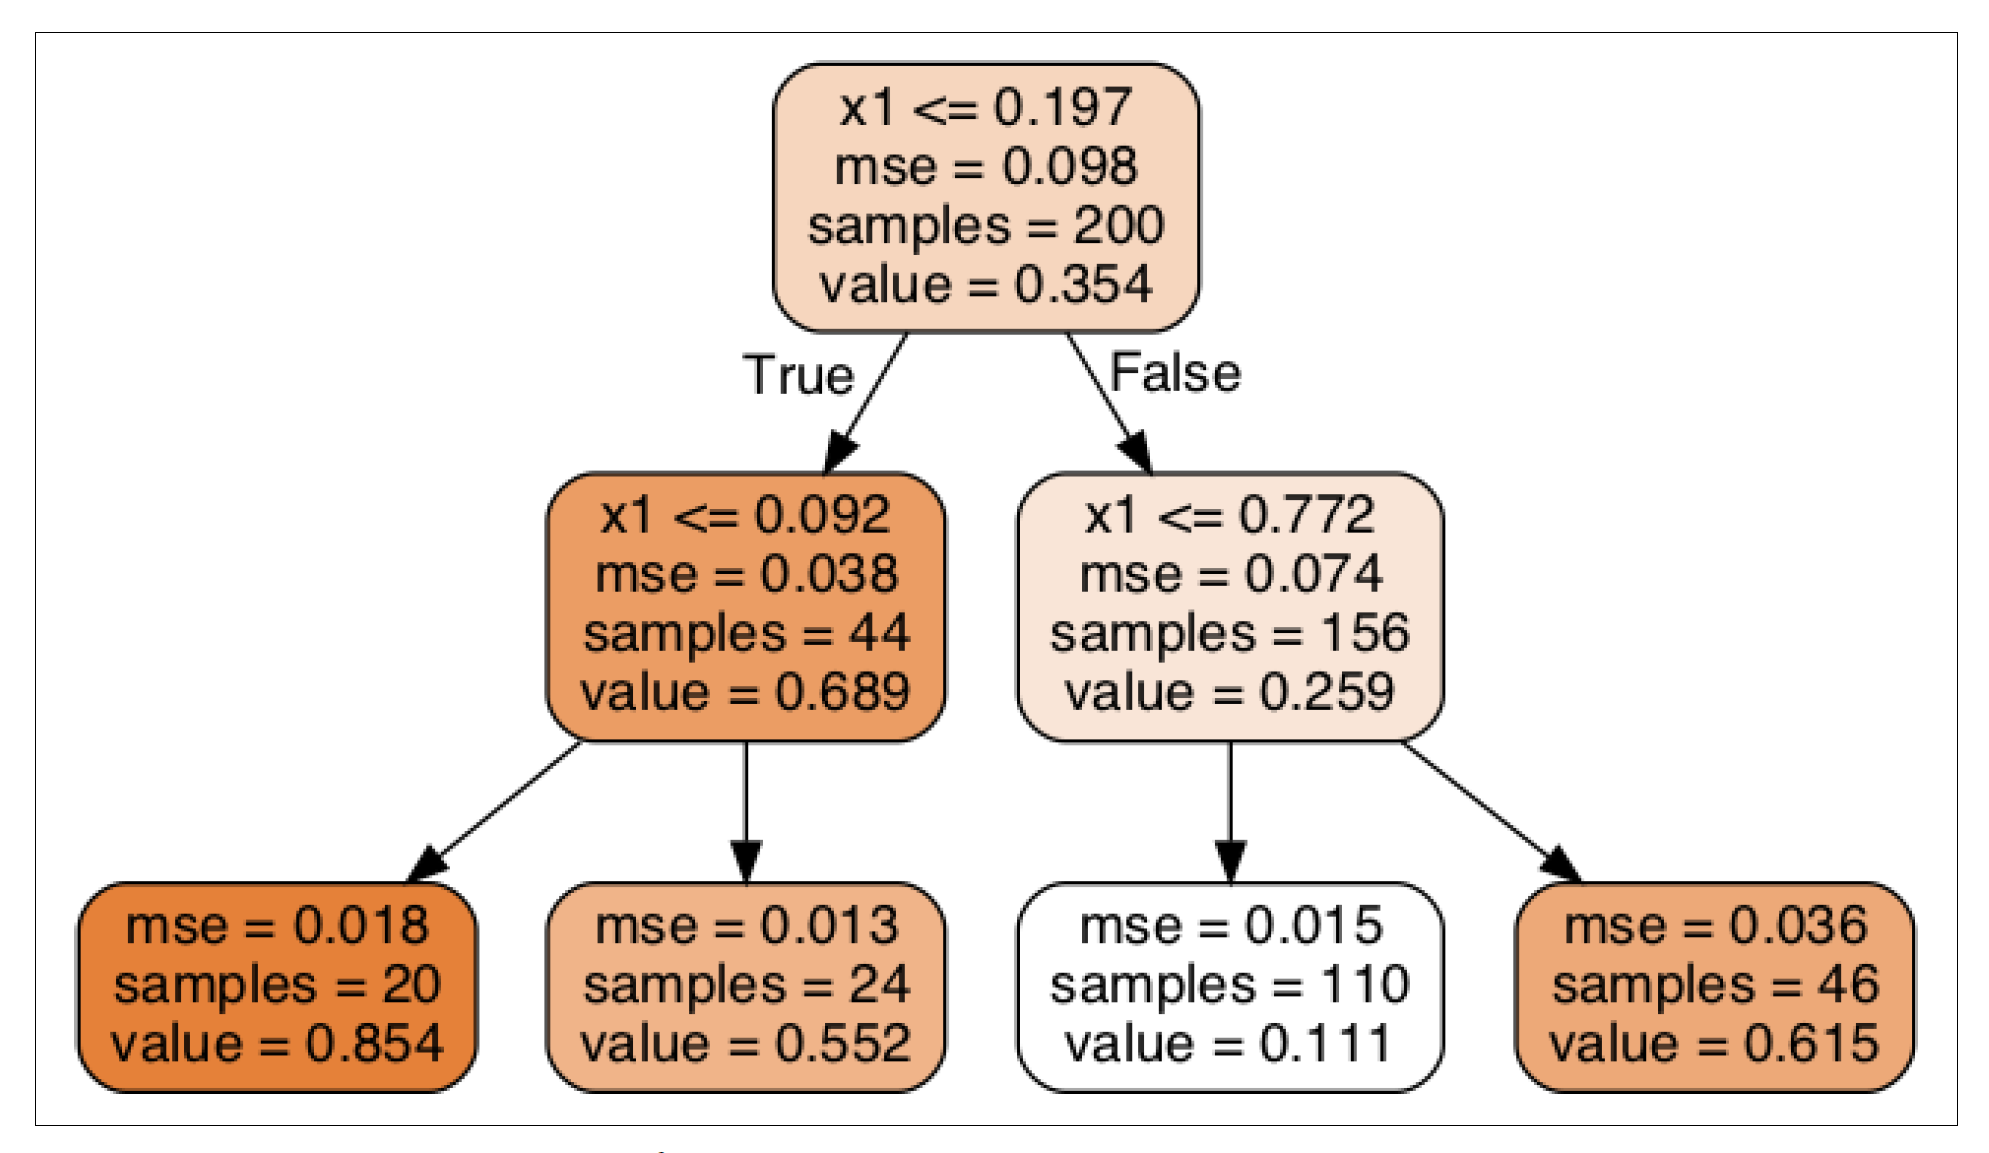 x1 <= 0.197
mse = 0.098
samples = 200
value = 0.354
True
False
x1 <= 0.092
mse = 0.038
samples = 44
value = 0.689
x1 <= 0.772
mse = 0.074
samples = 156
value = 0.259
mse = 0.018
samples = 20
value = 0.854
mse = 0.013
samples = 24
value = 0.552
mse = 0.015
samples = 110
value = 0.111
mse = 0.036
samples = 46
value = 0.615